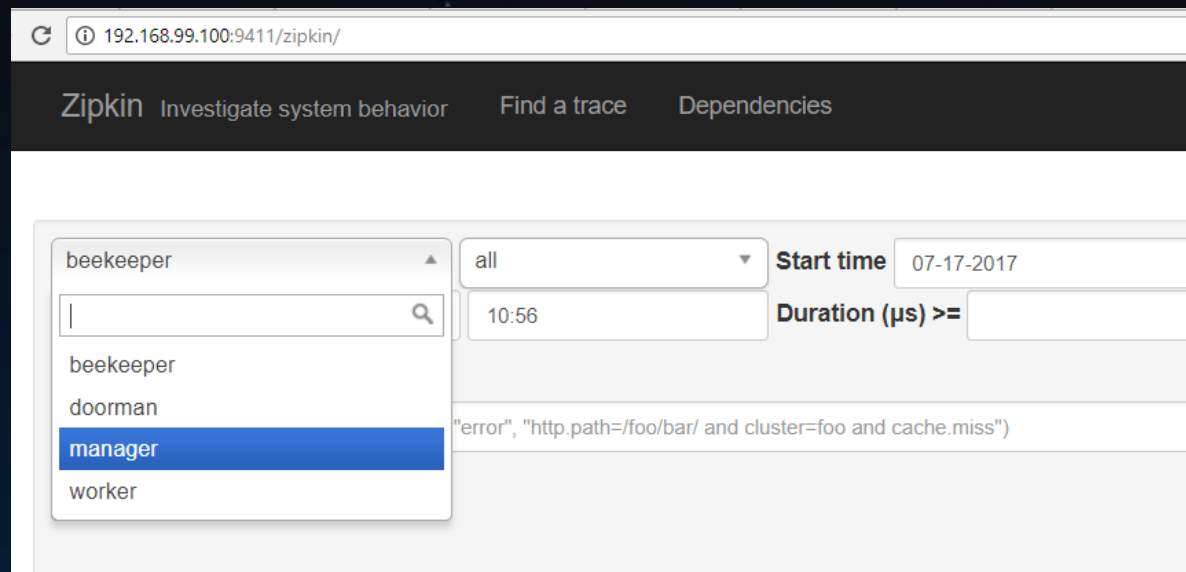 192.168.99.100:9411/zipkin/
Zipkin Investigate system behavior Find a trace Dependencies
beekeeper all Start time 07-17-2017
10:56 Duration (μs) >=
beekeeper
doorman
"error", "http.path=/foo/bar/ and cluster=foo and cache.miss")
manager
worker